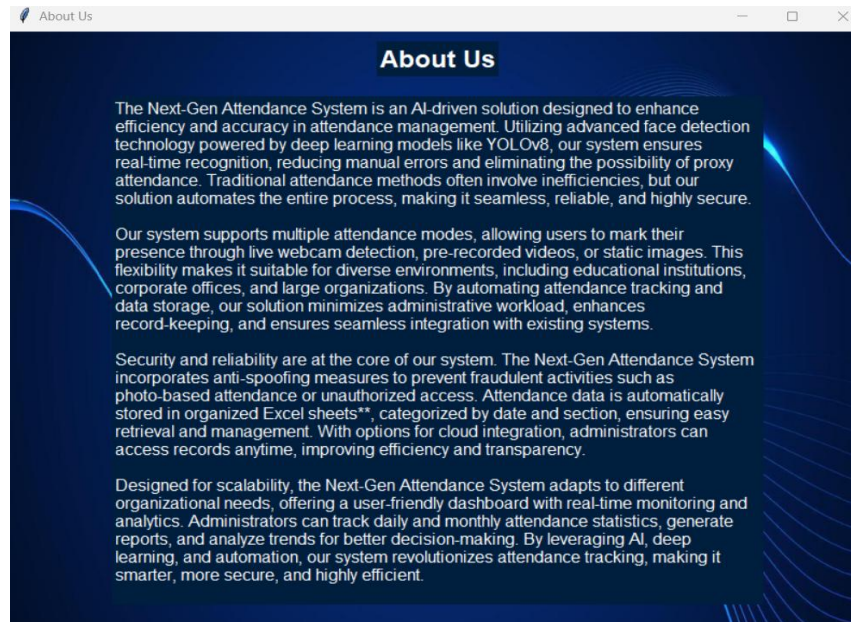 About Us
About Us
The Next-Gen Attendance System is an AI-driven solution designed to enhance
efficiency and accuracy in attendance management. Utilizing advanced face detection
technology powered by deep learning models like YOLOv8, our system ensures
real-time recognition, reducing manual errors and eliminating the possibility of proxy
attendance. Traditional attendance methods often involve inefficiencies, but our
solution automates the entire process, making it seamless, reliable, and highly secure.
Our system supports multiple attendance modes, allowing users to mark their
presence through live webcam detection, pre-recorded videos, or static images. This
flexibility makes it suitable for diverse environments, including educational institutions,
corporate offices, and large organizations. By automating attendance tracking and
data storage, our solution minimizes administrative workload, enhances
record-keeping, and ensures seamless integration with existing systems.
Security and reliability are at the core of our system. The Next-Gen Attendance System
incorporates anti-spoofing measures to prevent fraudulent activities such as
photo-based attendance or unauthorized access. Attendance data is automatically
stored in organized Excel sheets**, categorized by date and section, ensuring easy
retrieval and management. With options for cloud integration, administrators can
access records anytime, improving efficiency and transparency.
Designed for scalability, the Next-Gen Attendance System adapts to different
organizational needs, offering a user-friendly dashboard with real-time monitoring and
analytics. Administrators can track daily and monthly attendance statistics, generate
reports, and analyze trends for better decision-making. By leveraging AI, deep
learning, and automation, our system revolutionizes attendance tracking, making it
smarter, more secure, and highly efficient.